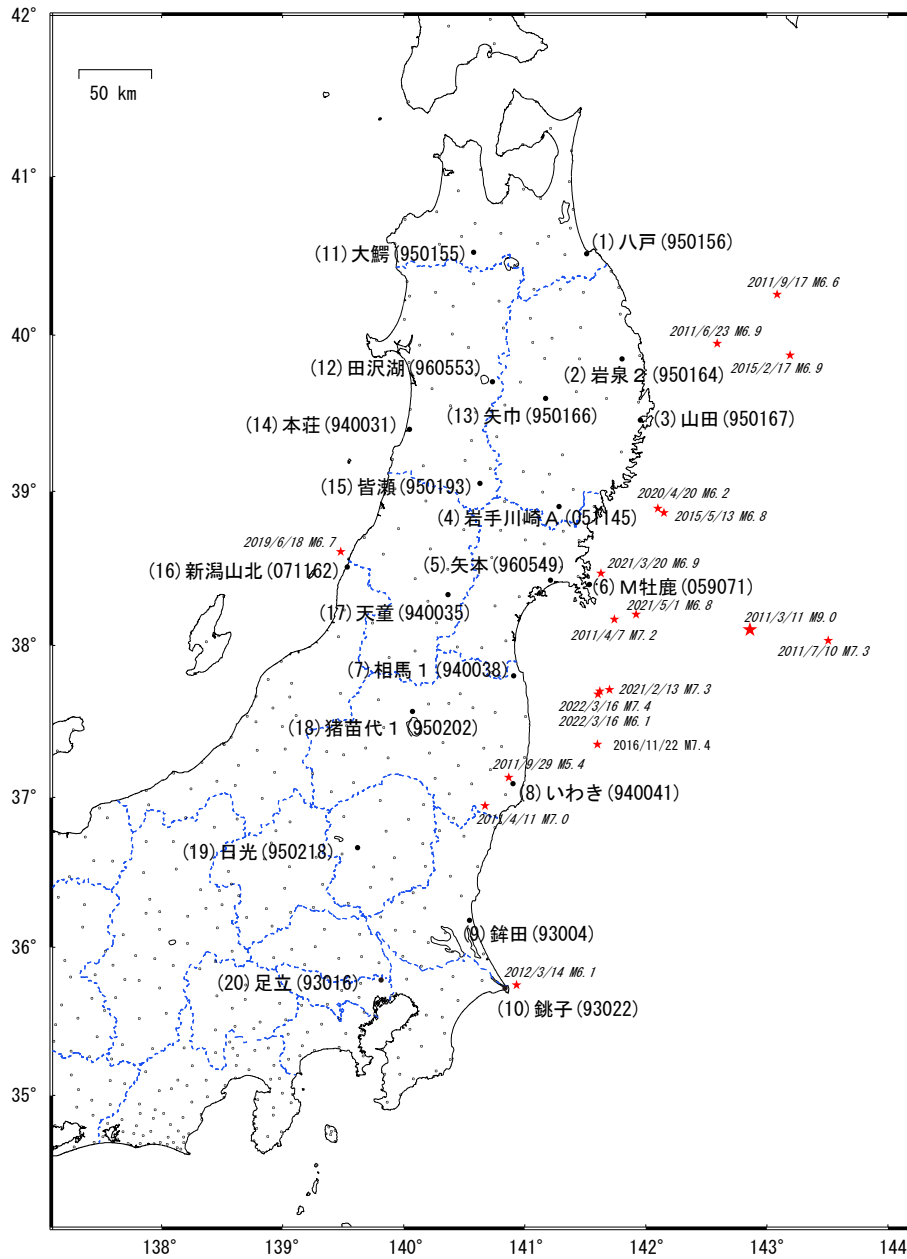 42°
50 km
41°
(1)八戸(950156)
(11)大鰐(950155)
2011/9/17 M6.6
40°
2011/6/23 M6.9
2015/2/17 M6.9
(12)田沢湖(960553)
(2)岩泉2(950164)
(13)矢巾(950166)
(3)山田(950167)
(14)本荘(940031)
39°
(15)皆瀬(950193)
2020/4/20 M6.2
2015/5/13 M6.8
(4)岩手川崎A(051145)
2019/6/18 M6.7
(5)矢本(960549)
2021/3/20 M6.9
(16)新潟山北(071162)
(6)M牡鹿(059071)
(17)天童(940035)
2021/5/1 M6.8
2011/3/11 M9.0
2011/4/7 M7.2
2011/7/10 M7.3
38°
(7)相馬1(940038)
2021/2/13 M7.3
2022/3/16 M7.4
2022/3/16 M6.1
(18)猪苗代1(950202)
2016/11/22 M7.4
2011/9/29 M5.4
37°
(8)いわき(940041)
2011/4/11 M7.0
(19)日光(950218)
36°
(9)鉾田(93004)
2012/3/14 M6.1
(20)足立(93016)
(10)銚子(93022)
35°
138°
139°
140°
141°
142°
143°
144°